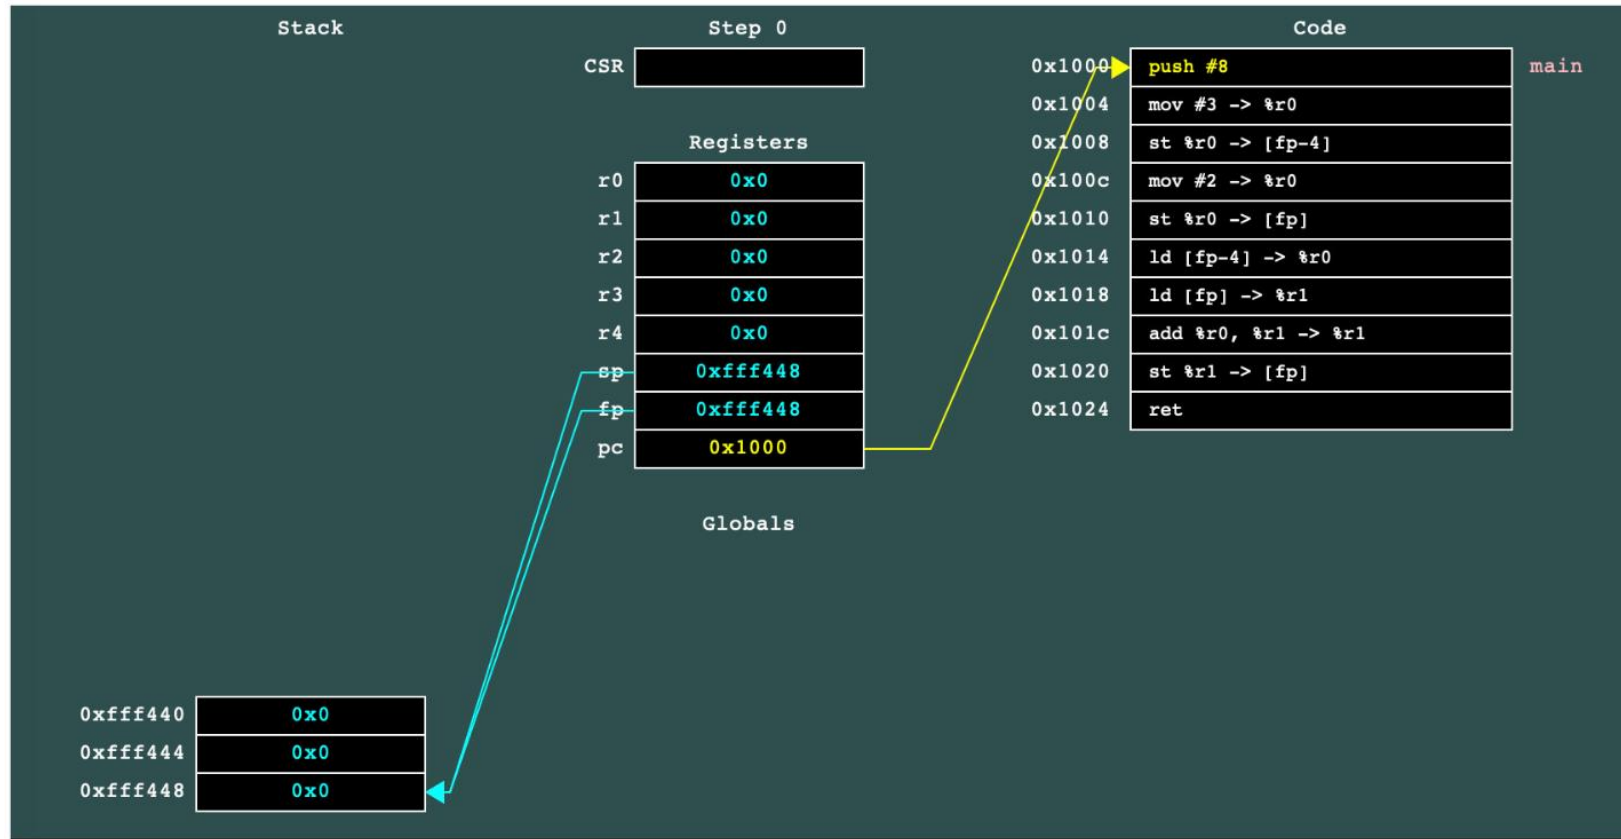 Stack Step 0 Code
CSR
0x1000 push #8 main
0x1004 mov #3 -> %r0
Registers 0x1008 st %r0 -> [fp-4]
r0 0x0 0x100c mov #2 -> %r0
r1 0x0 0x1010 st %r0 -> [fp]
r2 0x0 0x1014 ld [fp-4] -> %r0
r3 0x0 0x1018 ld [fp] -> %r1
r4 0x0 0x101c add %r0, %r1 -> %r1
sp 0xfff448 0x1020 st %r1 -> [fp]
fp 0xfff448 0x1024 ret
pc 0x1000
Globals
0xfff440 0x0
0xfff444 0x0
0xfff448 0x0